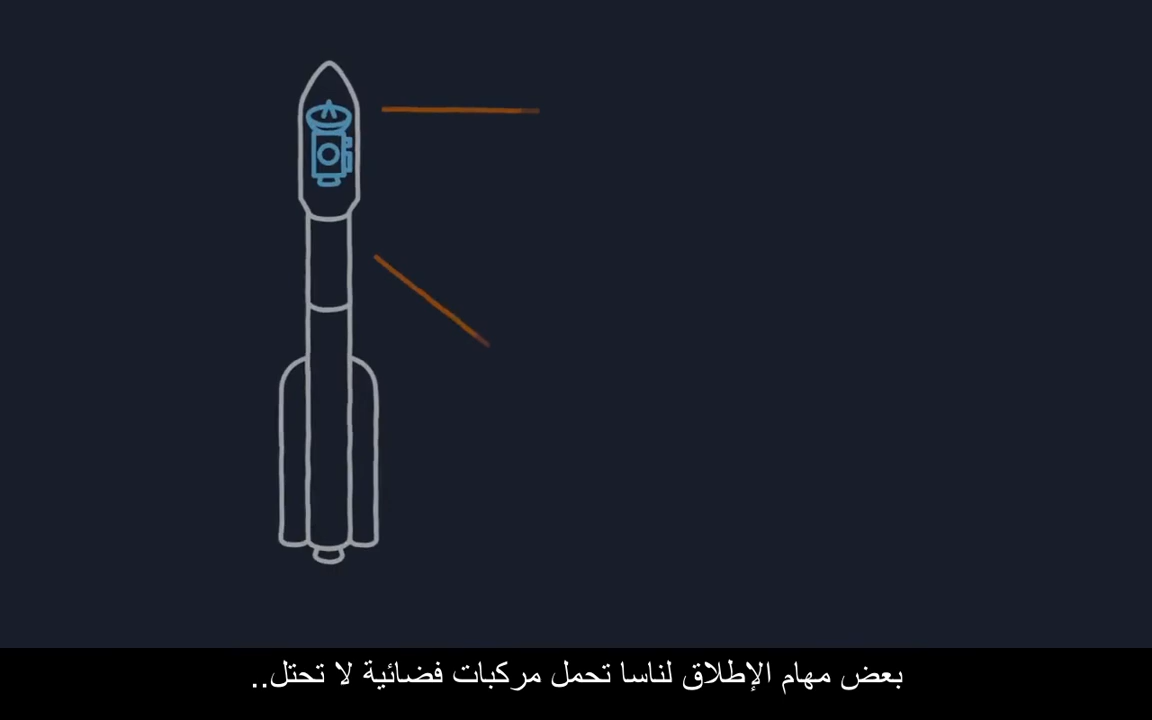 بعض مهام الإطلاق لناسا تحمل مركبات فضائية لا تحتل..